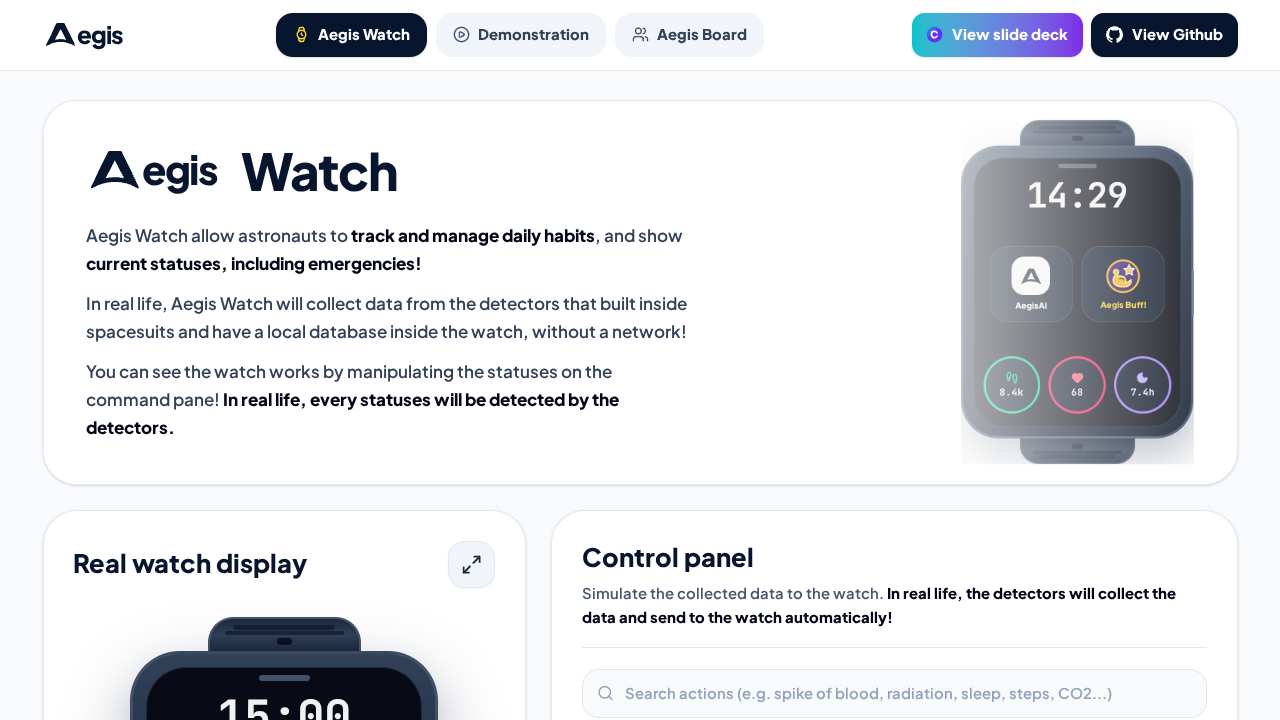 Aegis
Aegis Watch
Demonstration
Aegis Board
View slide deck
View Github
Aegis Watch
Aegis Watch allow astronauts to track and manage daily habits, and show
current statuses, including emergencies!
In real life, Aegis Watch will collect data from the detectors that built inside
spacesuits and have a local database inside the watch, without a network!
You can see the watch works by manipulating the statuses on the
command pane! In real life, every statuses will be detected by the
detectors.
14:29
AegisAI
Aegis Buff!
8.4k
68
7.4h
Real watch display
15:00
Control panel
Simulate the collected data to the watch. In real life, the detectors will collect the
data and send to the watch automatically!
Search actions (e.g. spike of blood, radiation, sleep, steps, CO2...)